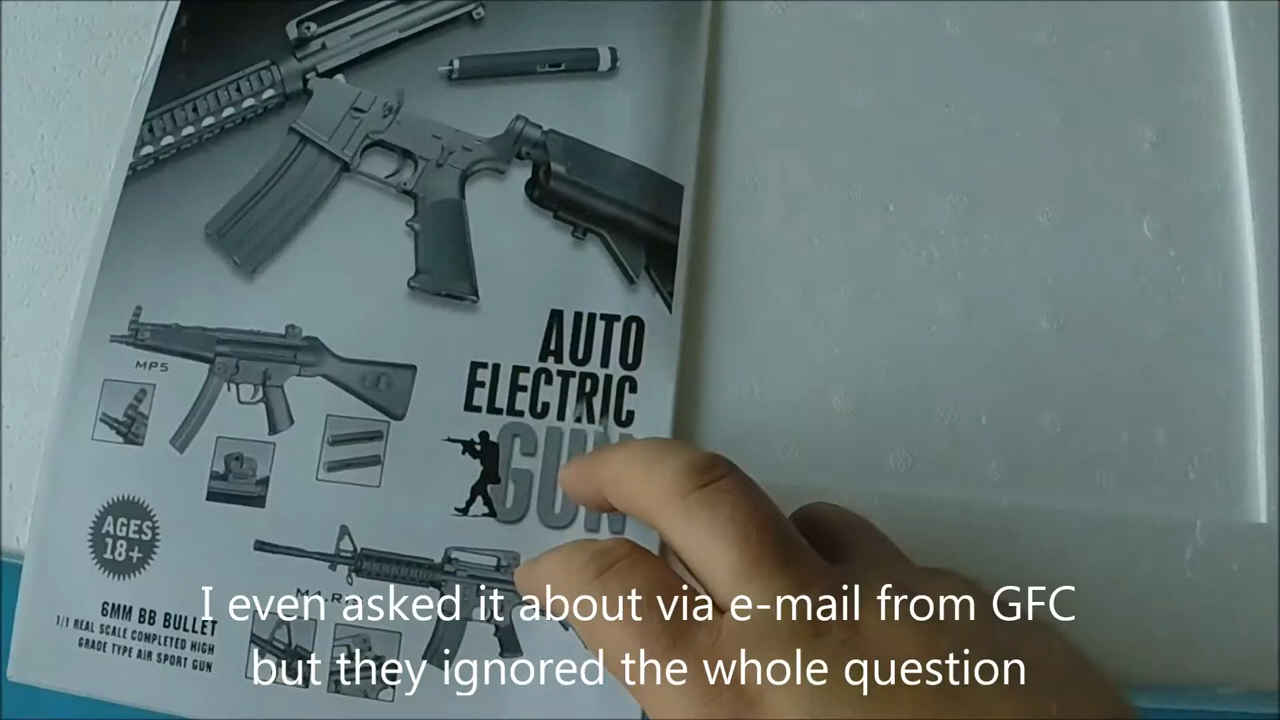 AUTO
ELECTRIC
GUN
MP5
AGES
18+
6MM BB BULLET
1/1 REAL SCALE COMPLETED HIGH
GRADE TYPE AIR SPORT GUN
I even asked it about via e-mail from GFC
but they ignored the whole question